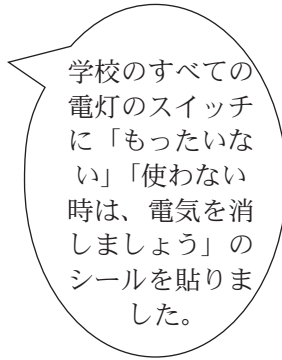 学校のすべての
電灯のスイッチ
に「もったいな
い」「使わない
時は、電気を消
しましょう」の
シールを貼りま
した。